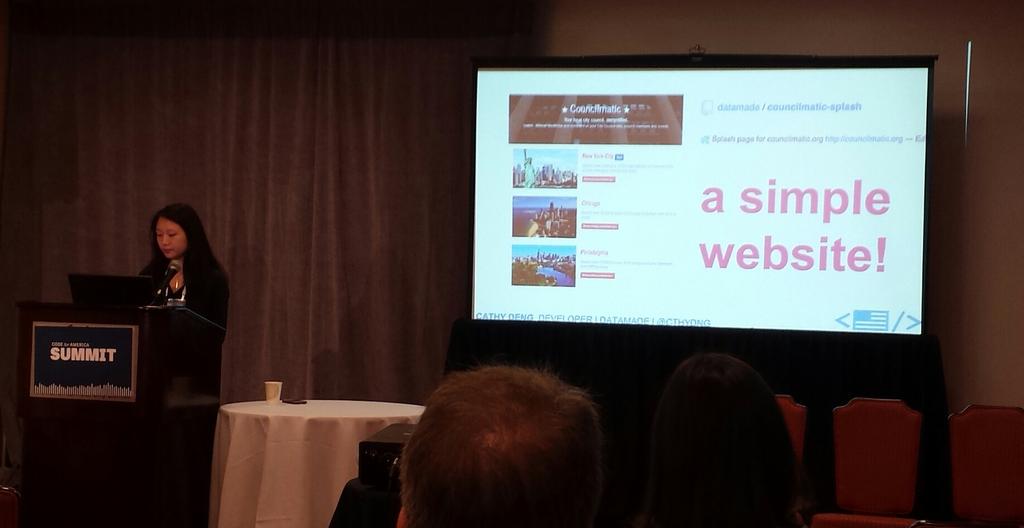 CODE for AMERICA
SUMMIT
★ Councilmatic ★
Your local city council, demystified.
New York City
Chicago
Philadelphia
datamade / councilmatic-splash
Splash page for councilmatic.org http://councilmatic.org — Ed
a simple
website!
CATHY DENG DEVELOPER | DATAMADE | @CTHYDNG